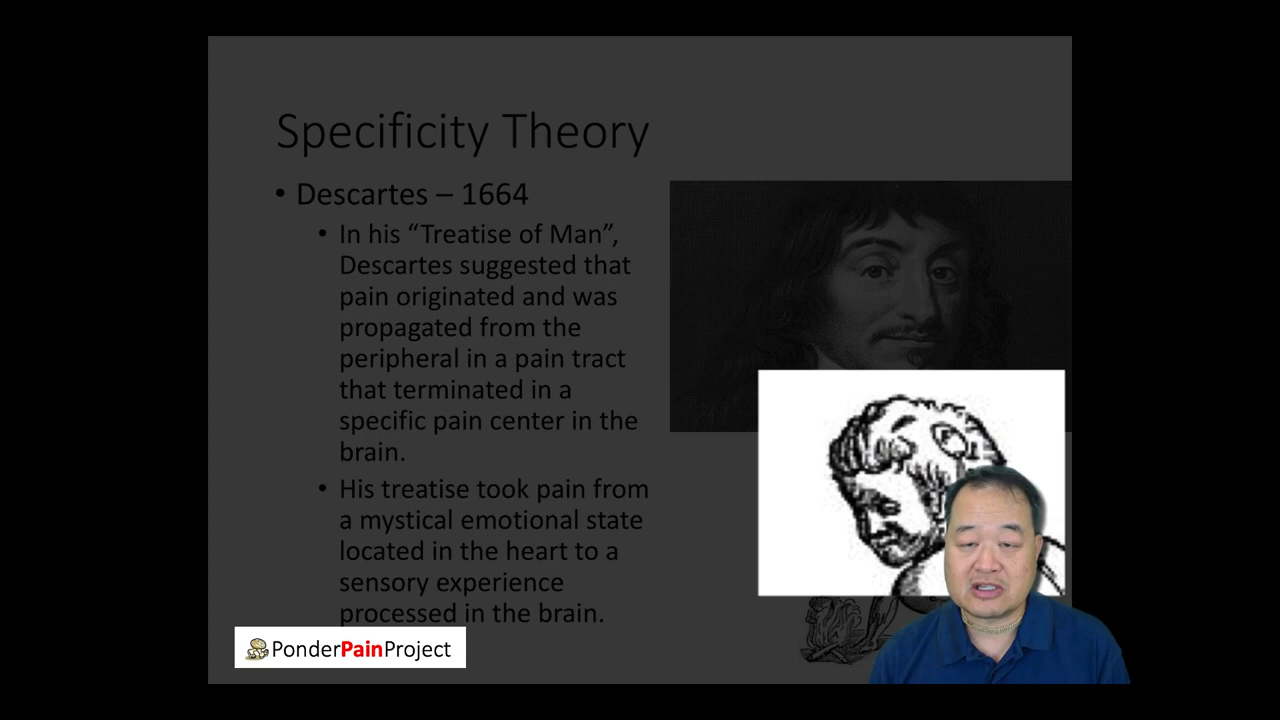 Specificity Theory
• Descartes – 1664
• In his “Treatise of Man”,
Descartes suggested that
pain originated and was
propagated from the
peripheral in a pain tract
that terminated in a
specific pain center in the
brain.
• His treatise took pain from
a mystical emotional state
located in the heart to a
sensory experience
processed in the brain.
PonderPainProject